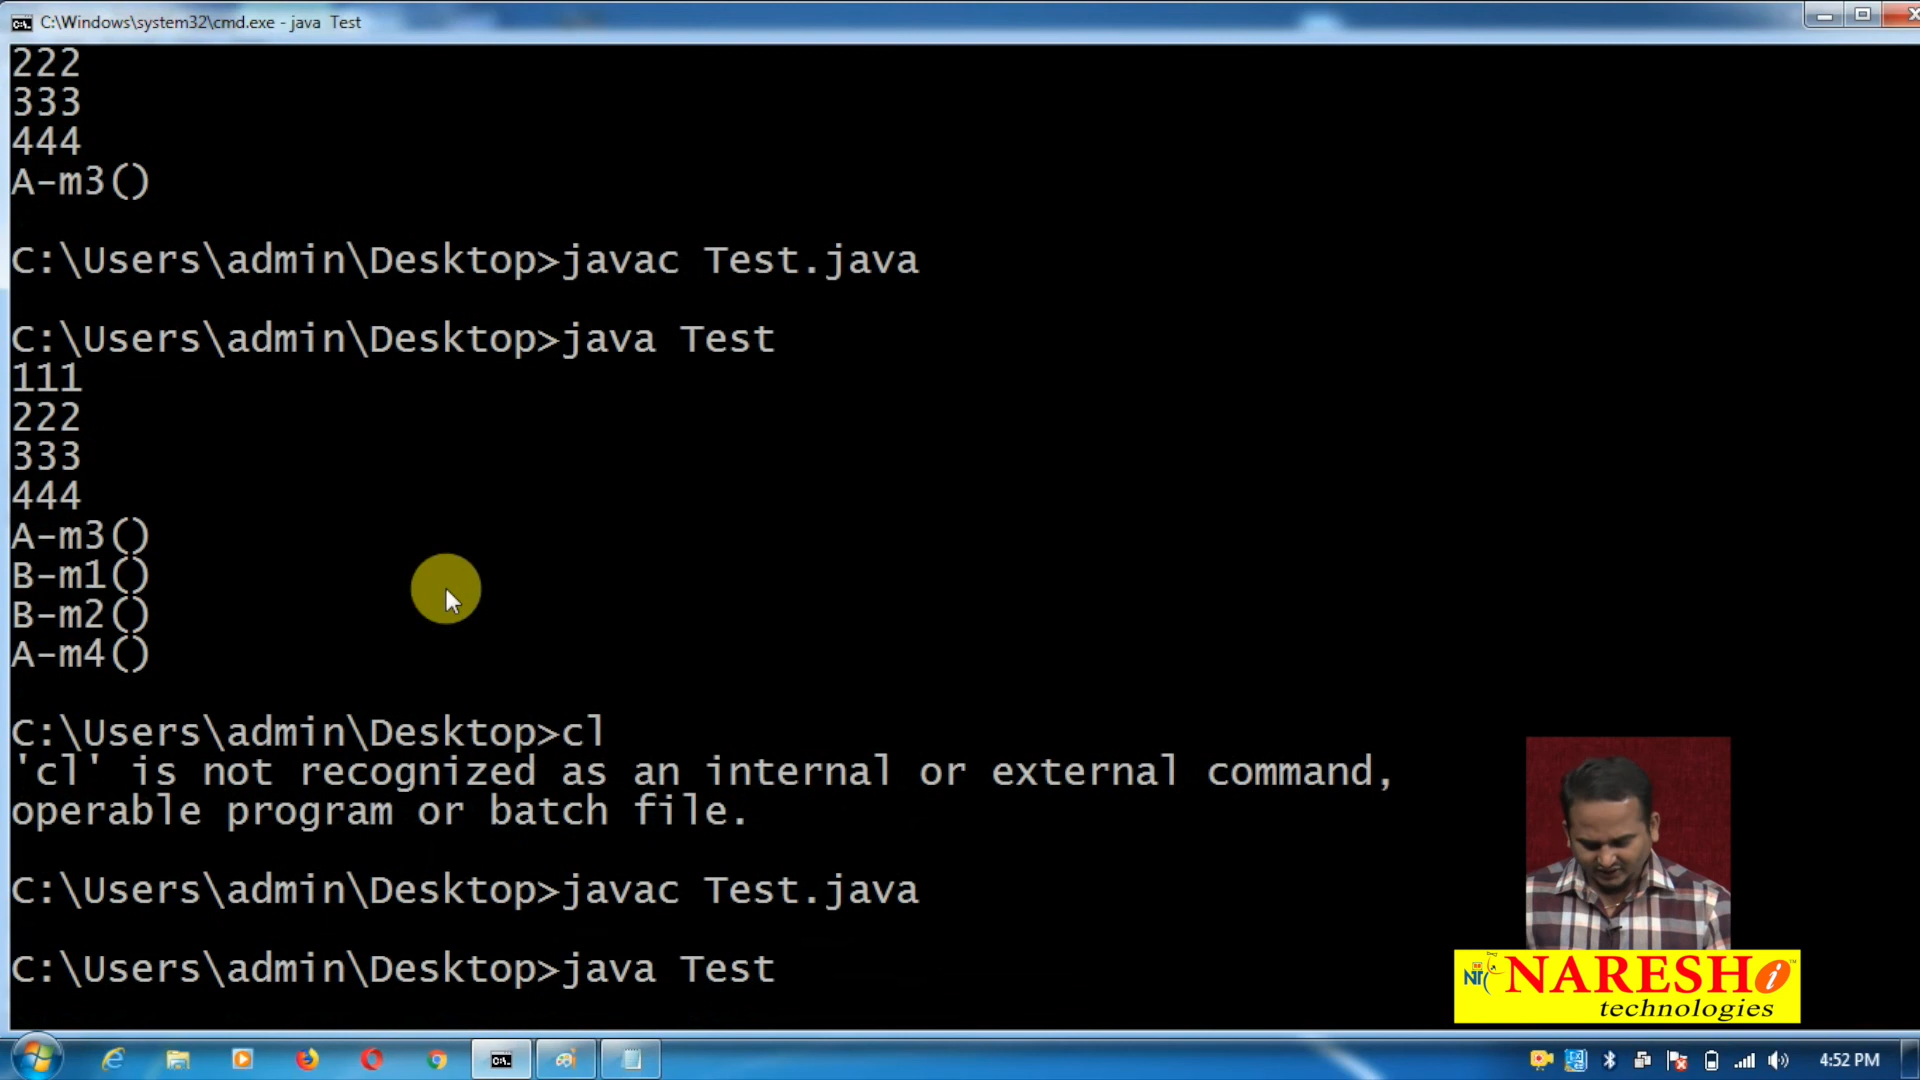 C:\Windows\system32\cmd.exe - java Test
222
333
444
A-m3()
C:\Users\admin\Desktop>javac Test.java
C:\Users\admin\Desktop>java Test
111
222
333
444
A-m3()
B-m1()
B-m2()
A-m4()
C:\Users\admin\Desktop>cl
'cl' is not recognized as an internal or external command,
operable program or batch file.
C:\Users\admin\Desktop>javac Test.java
C:\Users\admin\Desktop>java Test
NT NARESH i
technologies
4:52 PM